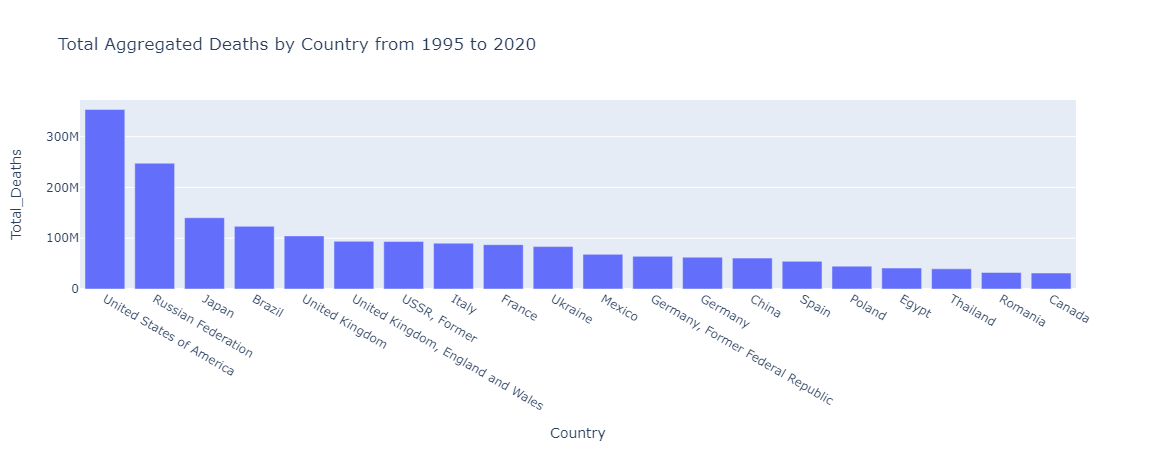 Total Aggregated Deaths by Country from 1995 to 2020
Total_Deaths
300M
200M
100M
0
United States of America
Russian Federation
Japan
Brazil
United Kingdom
United Kingdom, England and Wales
USSR, Former
Italy
France
Ukraine
Mexico
Germany, Former Federal Republic
Germany
China
Spain
Poland
Egypt
Thailand
Romania
Canada
Country